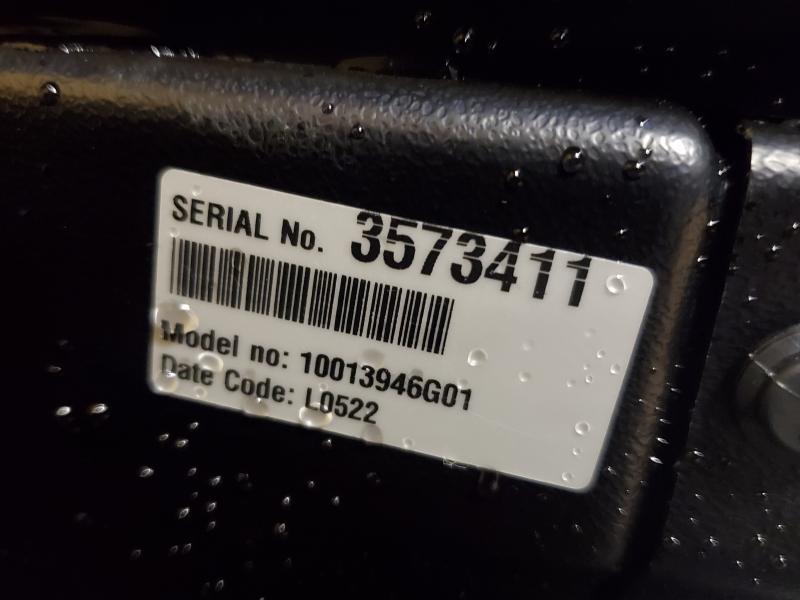 SERIAL No. 3573411
Model no: 10013946G01
Date Code: L0522